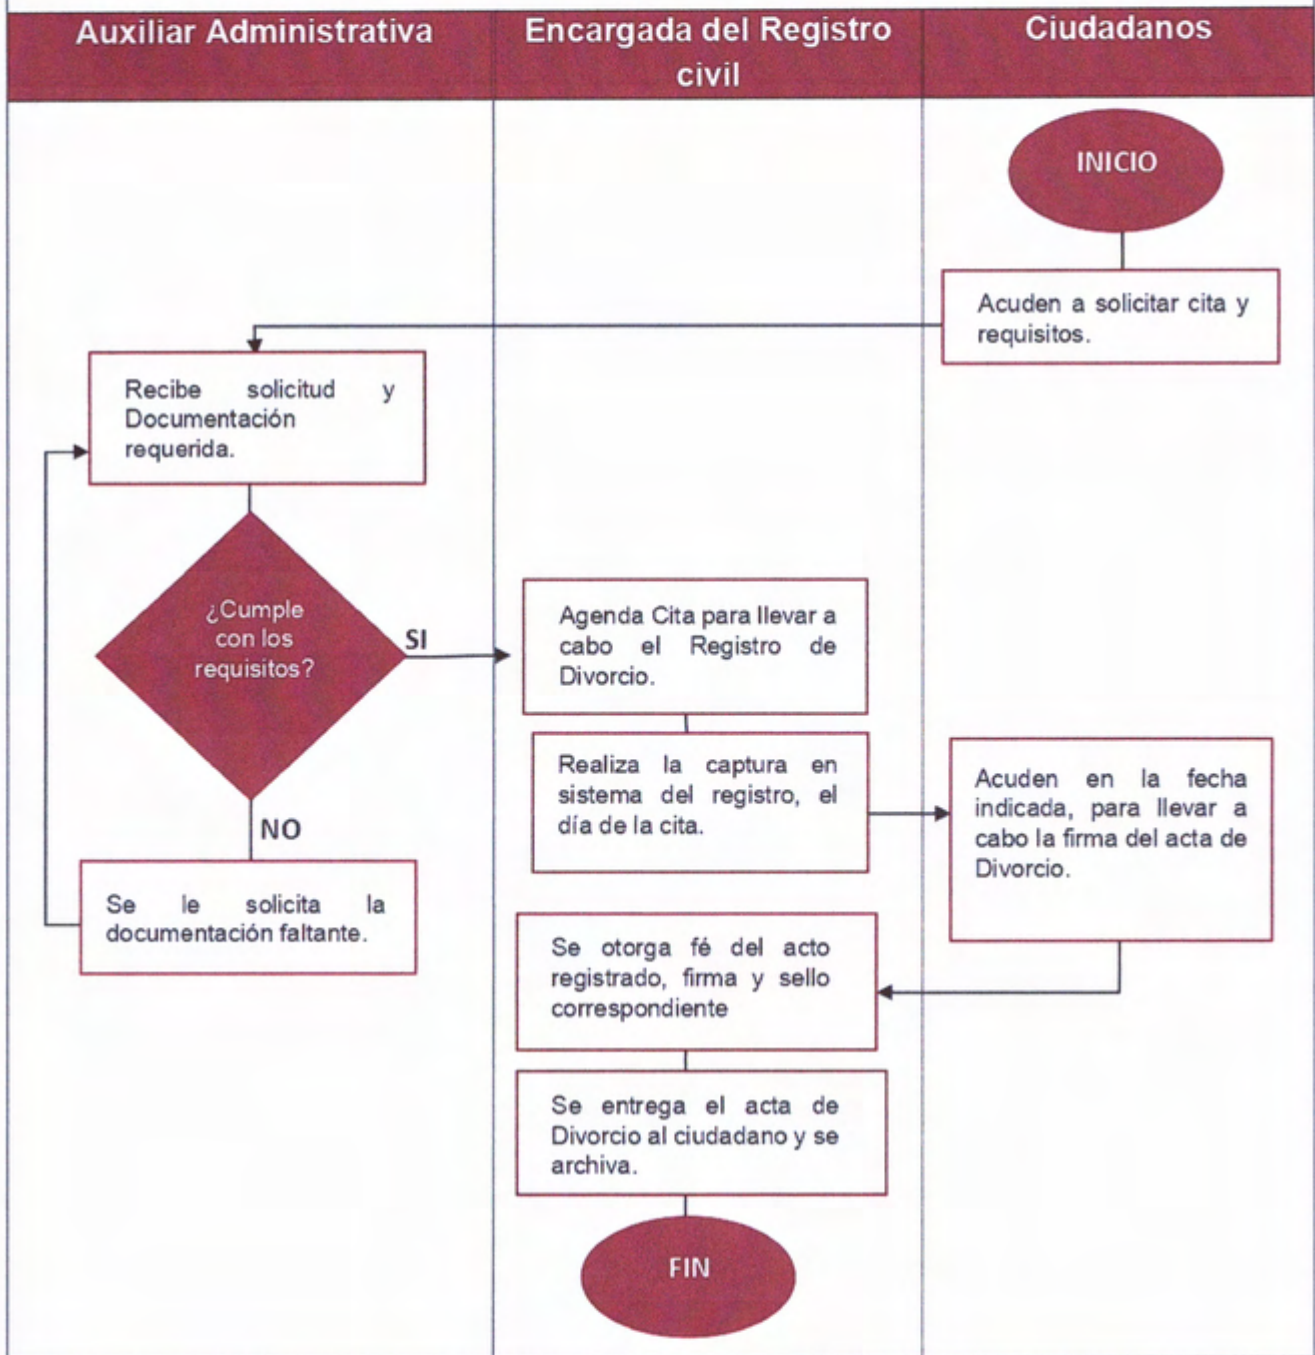 Auxiliar Administrativa
Encargada del Registro
civil
Ciudadanos
INICIO
Acuden a solicitar cita y
requisitos.
Recibe solicitud y
Documentación
requerida.
¿Cumple
con los
requisitos?
SI
NO
Se le solicita la
documentación faltante.
Agenda Cita para llevar a
cabo el Registro de
Divorcio.
Realiza la captura en
sistema del registro, el
día de la cita.
Acuden en la fecha
indicada, para llevar a
cabo la firma del acta de
Divorcio.
Se otorga fé del acto
registrado, firma y sello
correspondiente
Se entrega el acta de
Divorcio al ciudadano y se
archiva.
FIN